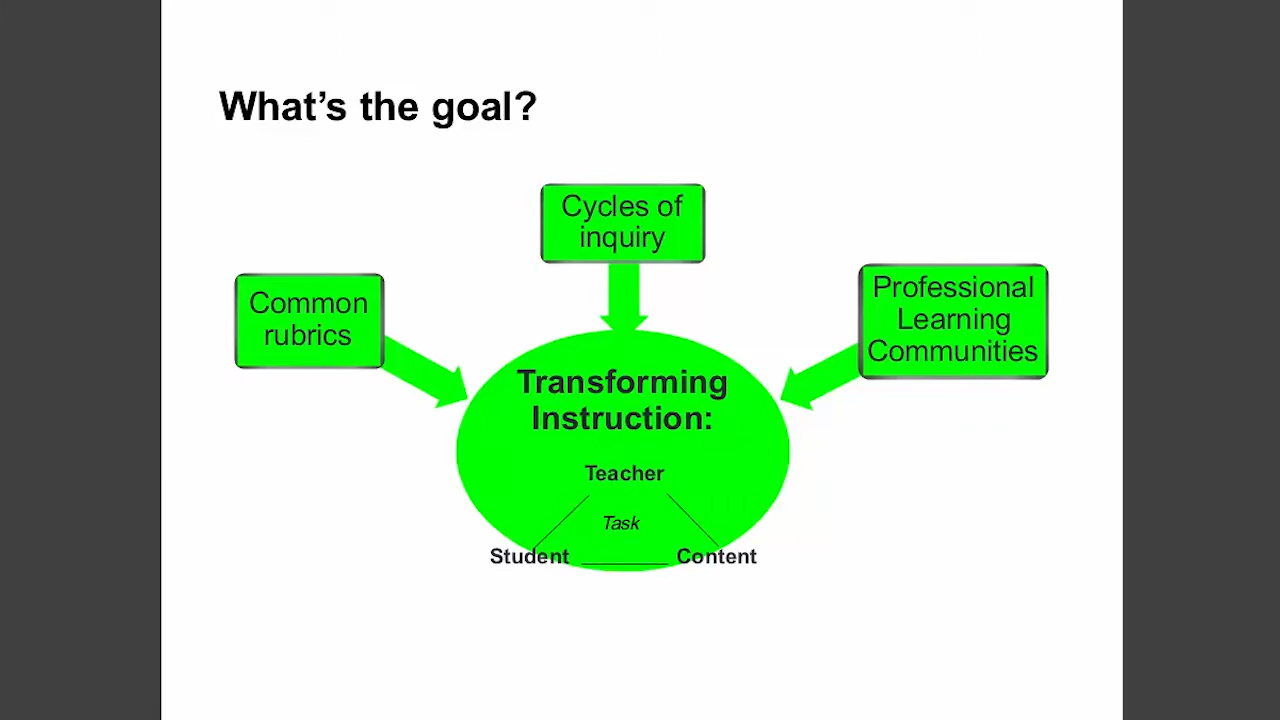 What’s the goal?
Cycles of
inquiry
Common
rubrics
Professional
Learning
Communities
Transforming
Instruction:
Teacher
Task
Student
Content